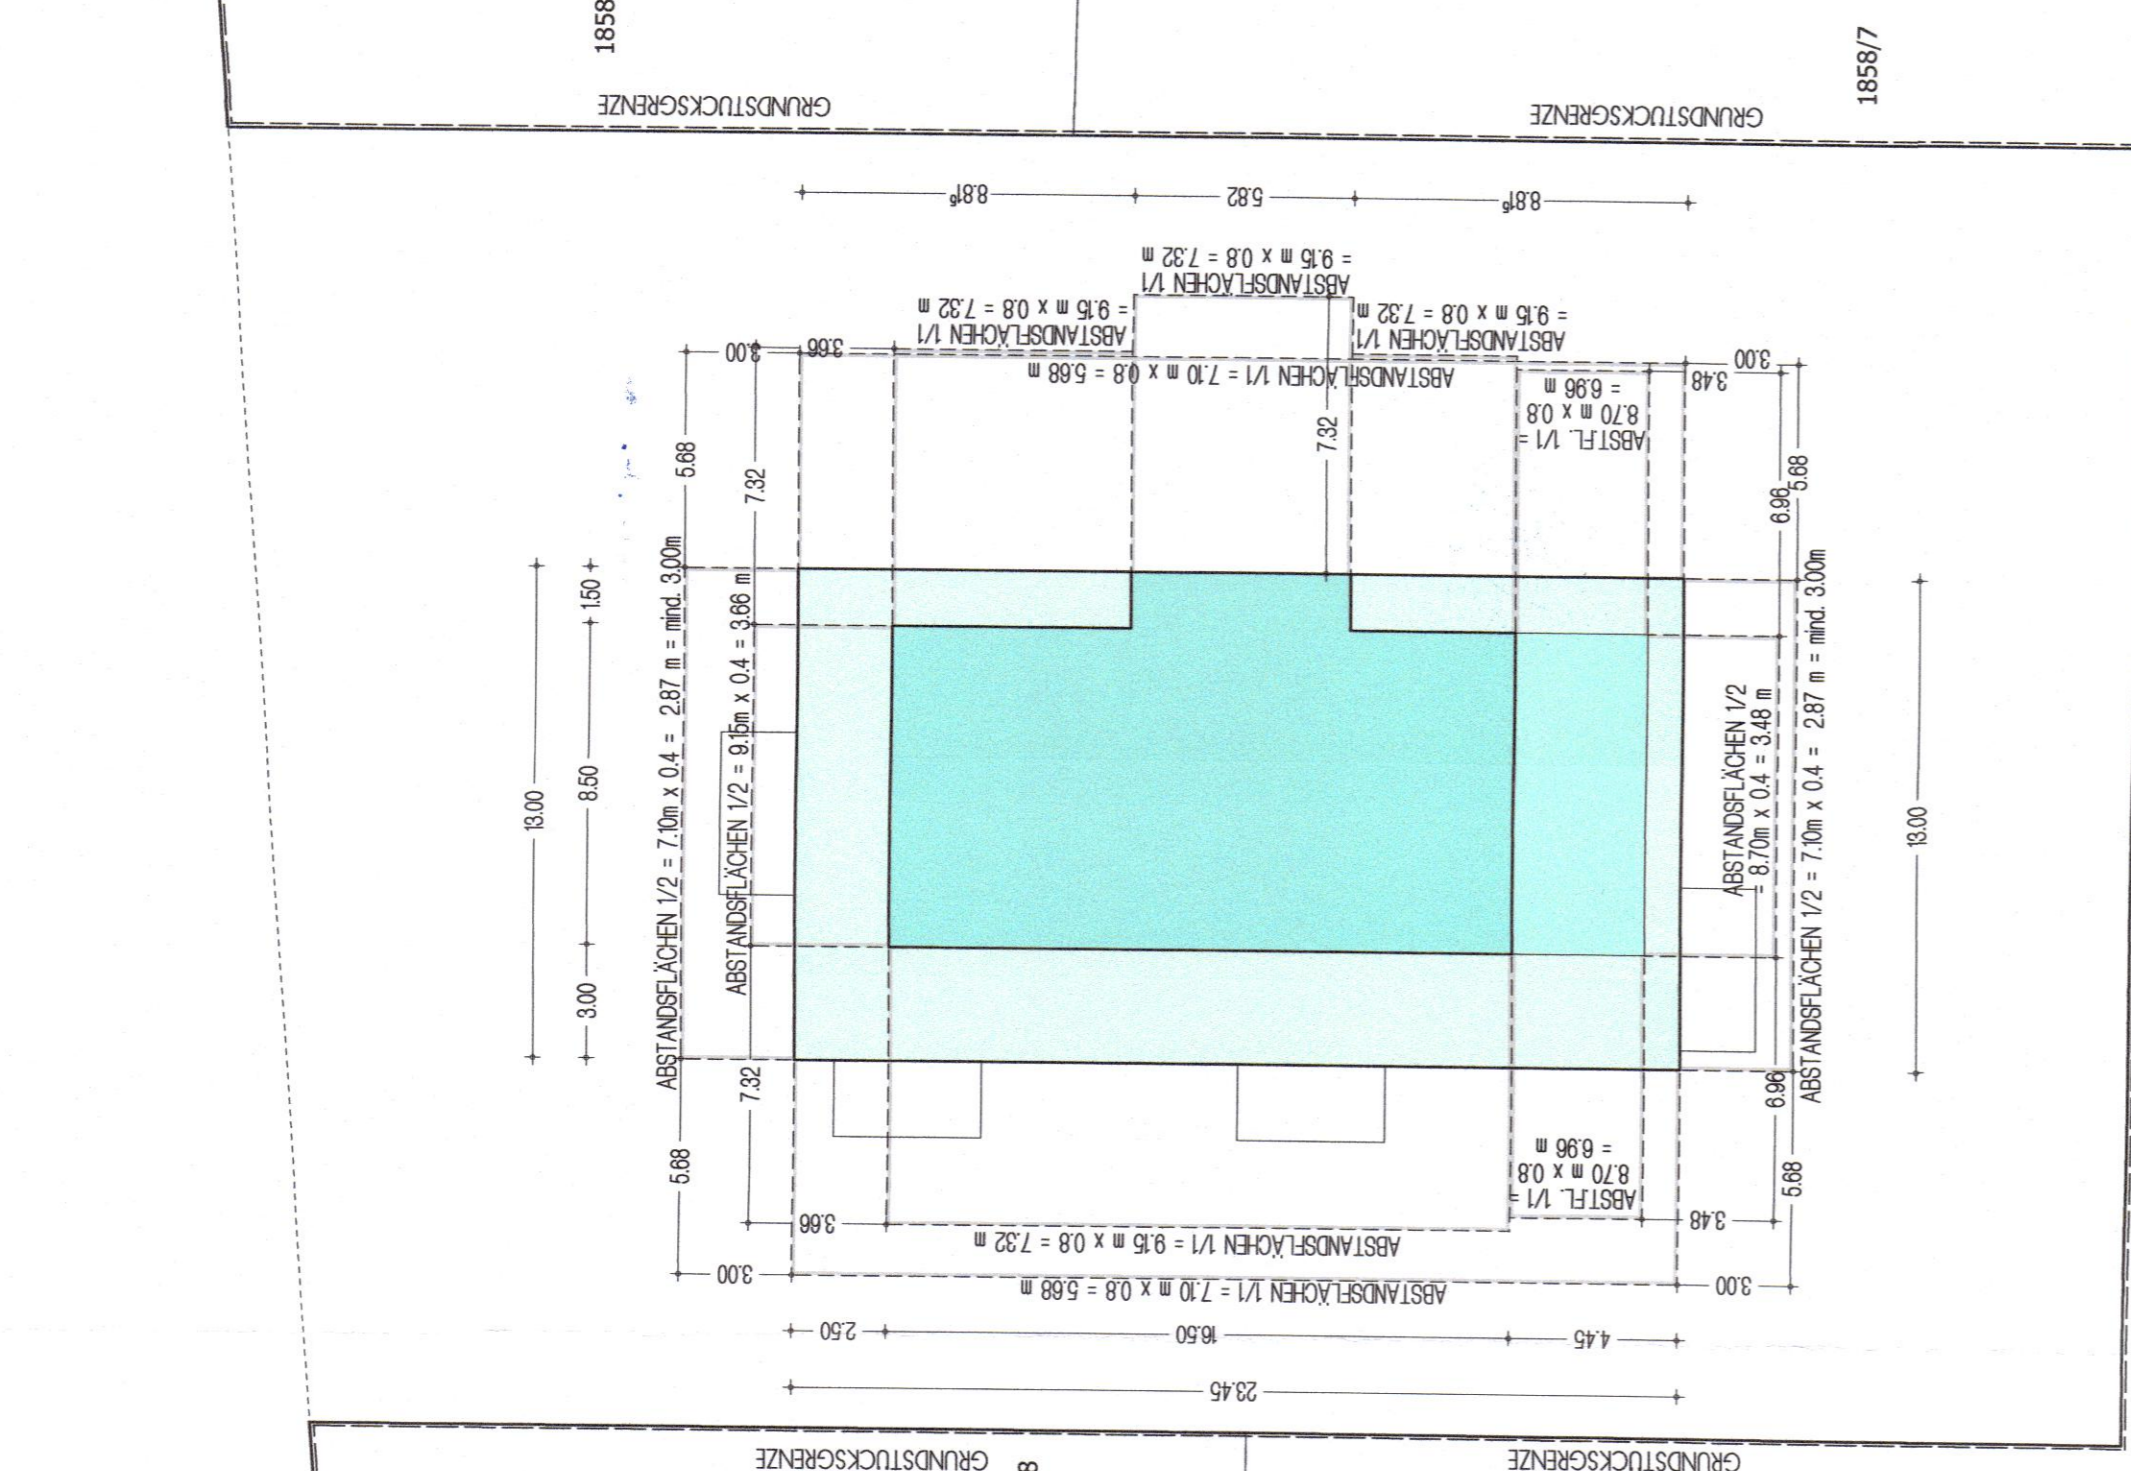 1858
1858/7
GRUNDSTÜCKSGRENZE
GRUNDSTÜCKSGRENZE
8.81⁵
5.82
8.81⁵
ABSTANDSFLÄCHEN 1/1
= 9.15 m x 0.8 = 7.32 m
ABSTANDSFLÄCHEN 1/1
= 9.15 m x 0.8 = 7.32 m
ABSTANDSFLÄCHEN 1/1
= 9.15 m x 0.8 = 7.32 m
3.00
3.66
ABSTANDSFLÄCHEN 1/1 = 7.10 m x 0.8 = 5.68 m
3.00
3.48
ABST.FL. 1/1 =
8.70 m x 0.8
= 6.96 m
5.68
7.32
7.32
6.96
5.68
13.00
1.50
8.50
3.00
ABSTANDSFLÄCHEN 1/2 = 7.10m x 0.4 = 2.87 m = mind. 3.00m
ABSTANDSFLÄCHEN 1/2 = 9.15m x 0.4 = 3.66 m
ABSTANDSFLÄCHEN 1/2
= 8.70m x 0.4 = 3.48 m
ABSTANDSFLÄCHEN 1/2 = 7.10m x 0.4 = 2.87 m = mind. 3.00m
13.00
5.68
7.32
6.96
5.68
ABST.FL. 1/1 =
8.70 m x 0.8
= 6.96 m
3.66
3.48
ABSTANDSFLÄCHEN 1/1 = 9.15 m x 0.8 = 7.32 m
3.00
3.00
ABSTANDSFLÄCHEN 1/1 = 7.10 m x 0.8 = 5.68 m
2.50
16.50
4.45
23.45
GRUNDSTÜCKSGRENZE
8
GRUNDSTÜCKSGRENZE